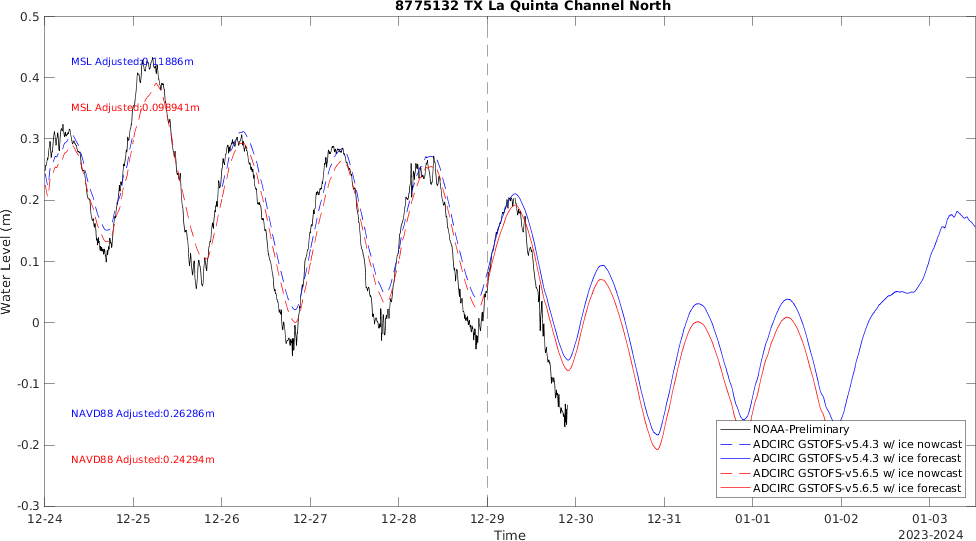 8775132 TX La Quinta Channel North
Water Level (m)
0.5
0.4
0.3
0.2
0.1
0
-0.1
-0.2
-0.3
MSL Adjusted:0.11886m
MSL Adjusted:0.098941m
NAVD88 Adjusted:0.26286m
NAVD88 Adjusted:0.24294m
NOAA-Preliminary
ADCIRC GSTOFS-v5.4.3 w/ ice nowcast
ADCIRC GSTOFS-v5.4.3 w/ ice forecast
ADCIRC GSTOFS-v5.6.5 w/ ice nowcast
ADCIRC GSTOFS-v5.6.5 w/ ice forecast
12-24 12-25 12-26 12-27 12-28 12-29 12-30 12-31 01-01 01-02 01-03
Time
2023-2024